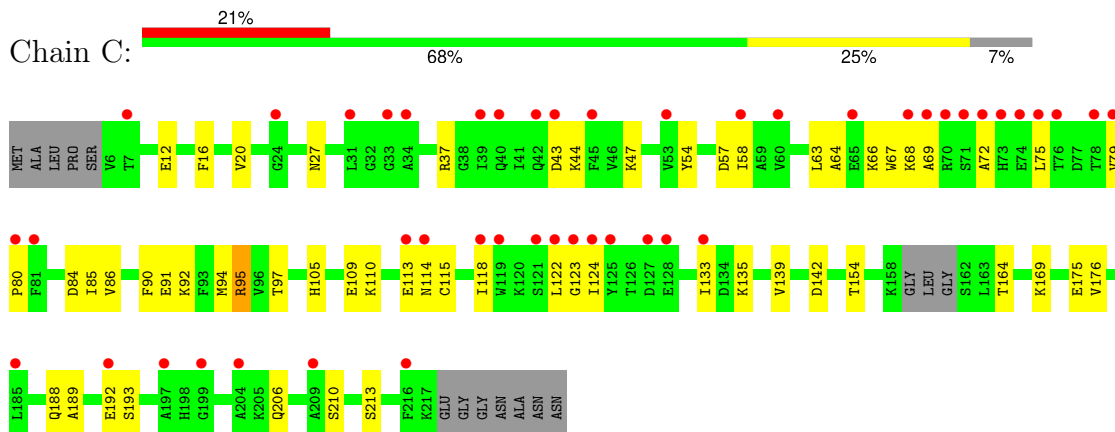 21%
Chain C:
68% 25% 7%
MET ALA LEU PRO SER V6 T7 E12 F16 V20 G24 N27 L31 G32 G33 A34 R37 G38 I39 Q40 I41 Q42 D43 K44 F45 V46 K47 V53 Y54 D57 I58 A59 V60 L63 A64 E65 K66 W67 K68 A69 R70 S71 A72 H73 E74 L75 T76 D77 T78 V79
P80 F81 D84 I85 V86 F90 E91 K92 F93 M94 R95 V96 T97 H105 E109 K110 E113 N114 C115 I118 W119 K120 S121 L122 G123 I124 Y125 T126 D127 E128 I133 D134 K135 V139 D142 T154 K158 GLY LEU GLY S162 L163 T164 K169 E175 V176
L185 Q188 A189 E192 S193 A197 H198 G199 A204 K205 Q206 A209 S210 S213 F216 K217 GLU GLY GLY ASN ALA ASN ASN